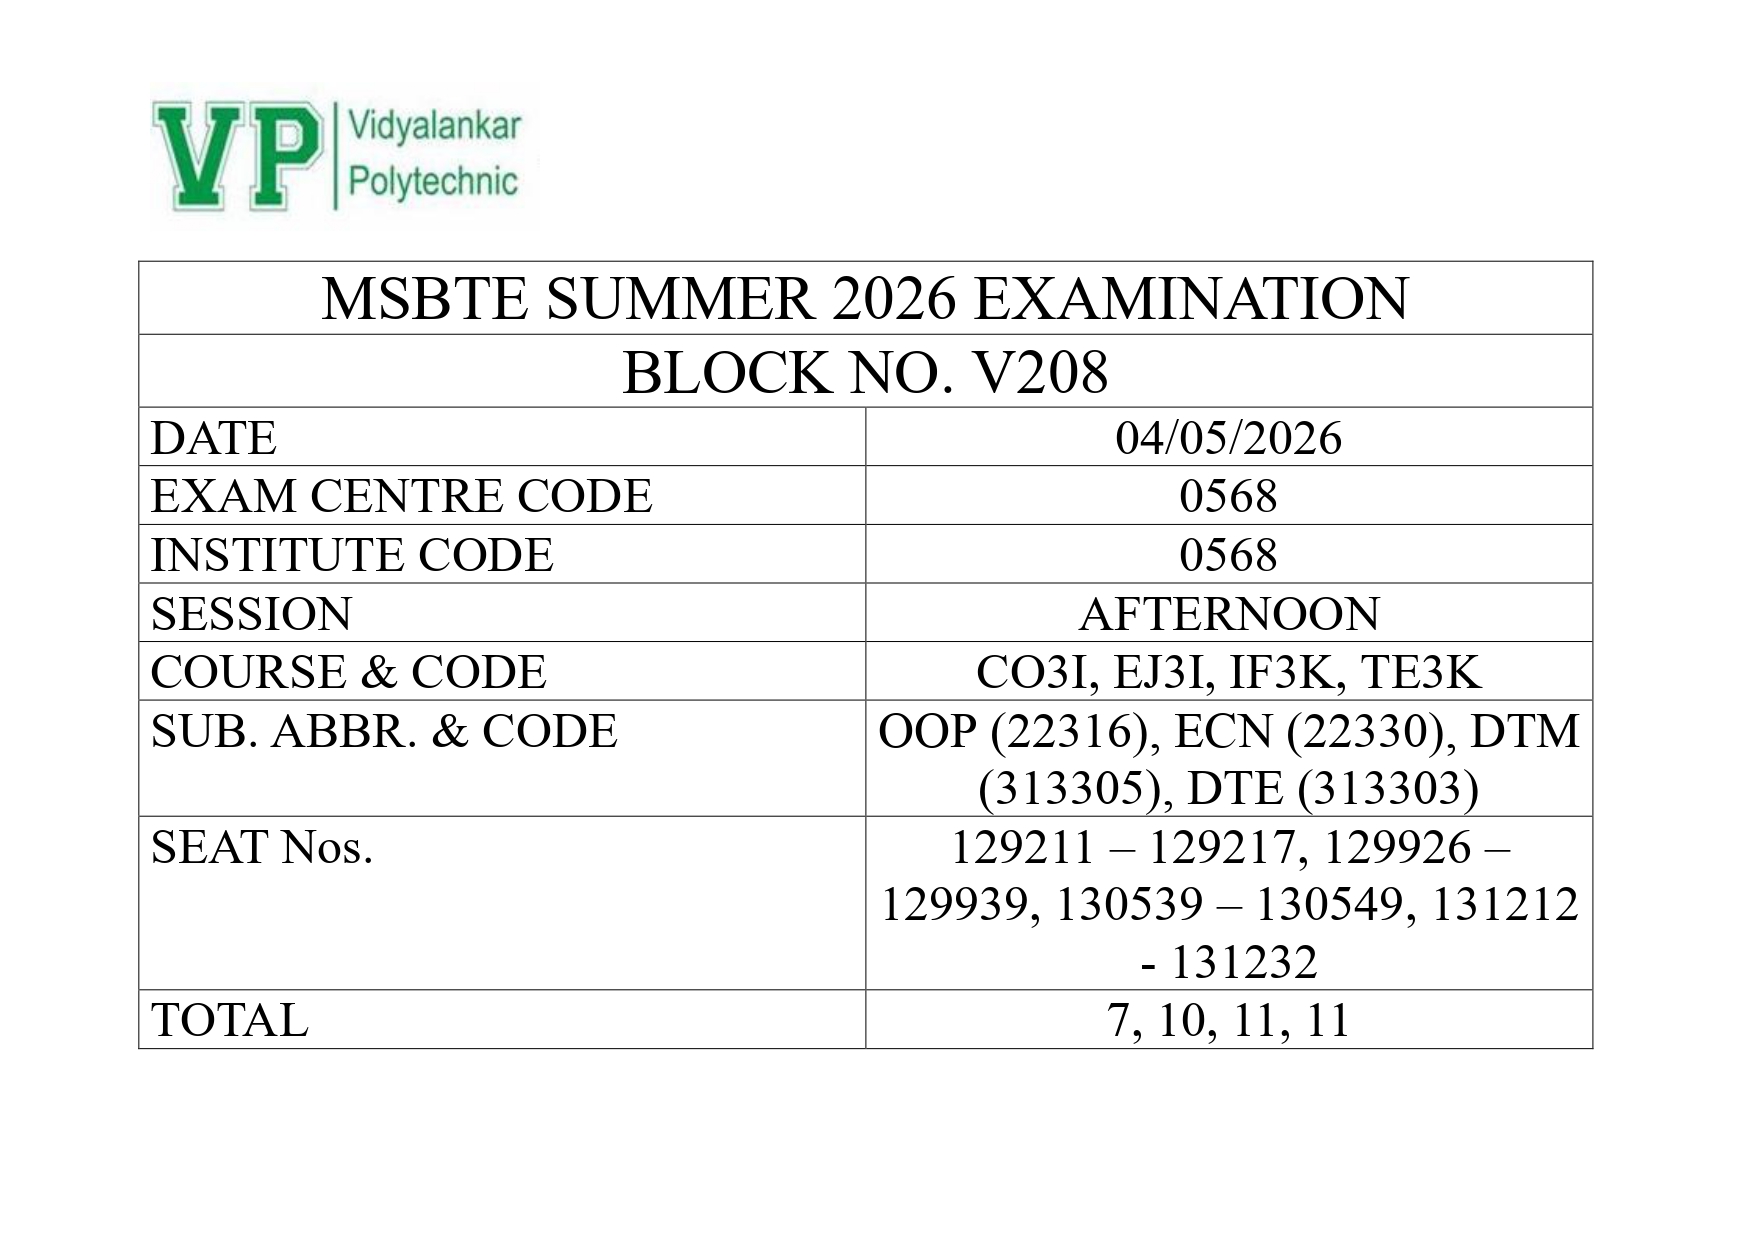 VP
Vidyalankar
Polytechnic
MSBTE SUMMER 2026 EXAMINATION
BLOCK NO. V208
DATE 04/05/2026
EXAM CENTRE CODE 0568
INSTITUTE CODE 0568
SESSION AFTERNOON
COURSE & CODE CO3I, EJ3I, IF3K, TE3K
SUB. ABBR. & CODE OOP (22316), ECN (22330), DTM
(313305), DTE (313303)
SEAT Nos. 129211 – 129217, 129926 –
129939, 130539 – 130549, 131212
- 131232
TOTAL 7, 10, 11, 11